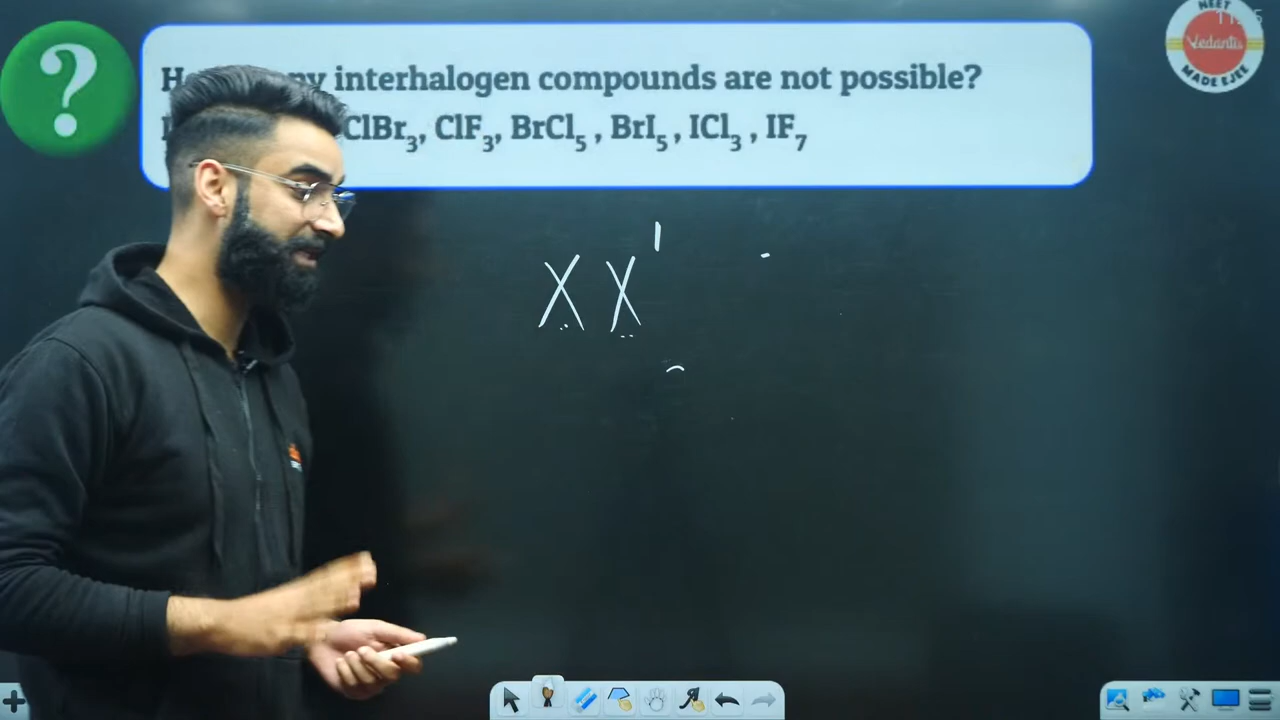 interhalogen compounds are not possible?
ClBr₃, ClF₃, BrCl₅ , BrI₅ , ICl₃ , IF₇
X X'
?
NEET
Vedantu
MADE EJEE